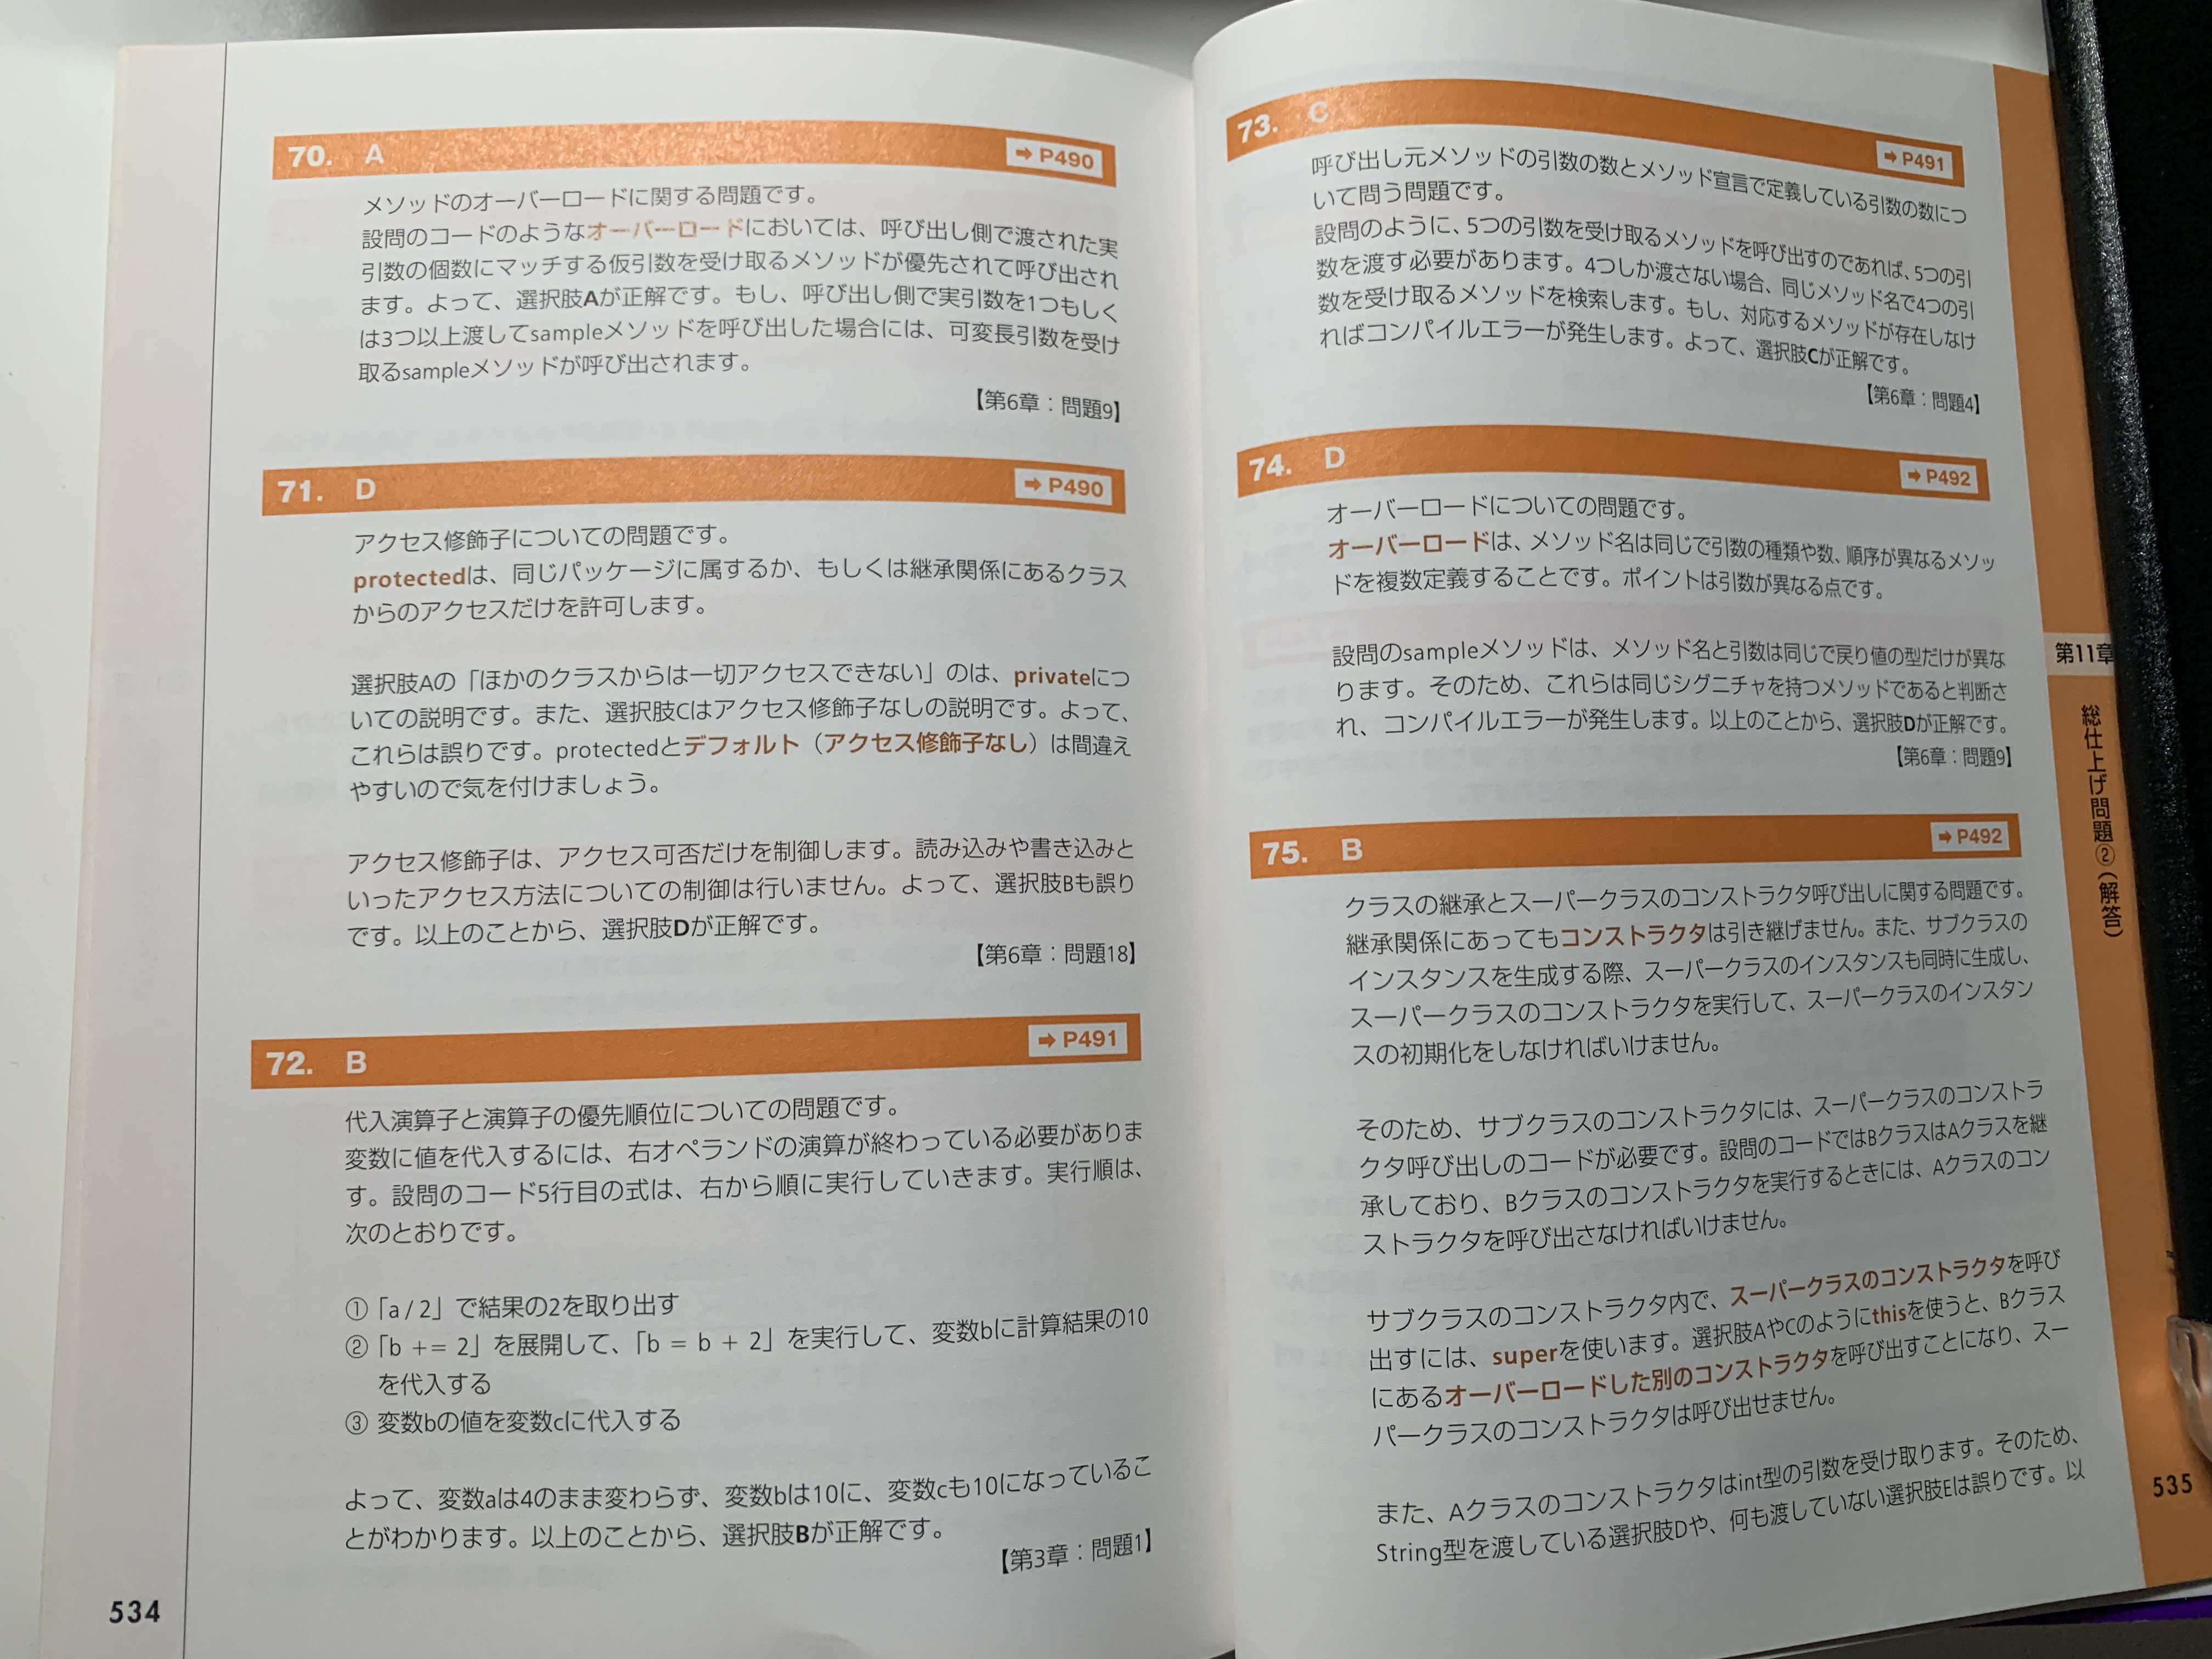 70. A
➡ P490
メソッドのオーバーロードに関する問題です。
設問のコードのようなオーバーロードにおいては、呼び出し側で渡された実
引数の個数にマッチする仮引数を受け取るメソッドが優先されて呼び出され
ます。よって、選択肢Aが正解です。もし、呼び出し側で実引数を1つもしく
は3つ以上渡してsampleメソッドを呼び出した場合には、可変長引数を受け
取るsampleメソッドが呼び出されます。
【第6章：問題9】
71. D
➡ P490
アクセス修飾子についての問題です。
protectedは、同じパッケージに属するか、もしくは継承関係にあるクラス
からのアクセスだけを許可します。
選択肢Aの「ほかのクラスからは一切アクセスできない」のは、privateにつ
いての説明です。また、選択肢Cはアクセス修飾子なしの説明です。よって、
これらは誤りです。protectedとデフォルト（アクセス修飾子なし）は間違え
やすいので気を付けましょう。
アクセス修飾子は、アクセス可否だけを制御します。読み込みや書き込みと
いったアクセス方法についての制御は行いません。よって、選択肢Bも誤り
です。以上のことから、選択肢Dが正解です。
【第6章：問題18】
72. B
➡ P491
代入演算子と演算子の優先順位についての問題です。
変数に値を代入するには、右オペランドの演算が終わっている必要がありま
す。設問のコード5行目の式は、右から順に実行していきます。実行順は、
次のとおりです。
①「a / 2」で結果の2を取り出す
②「b += 2」を展開して、「b = b + 2」を実行して、変数bに計算結果の10
を代入する
③ 変数bの値を変数cに代入する
よって、変数aは4のまま変わらず、変数bは10に、変数cも10になっているこ
とがわかります。以上のことから、選択肢Bが正解です。
【第3章：問題1】
534
73. C
➡ P491
呼び出し元メソッドの引数の数とメソッド宣言で定義している引数の数につ
いて問う問題です。
設問のように、5つの引数を受け取るメソッドを呼び出すのであれば、5つの引
数を渡す必要があります。4つしか渡さない場合、同じメソッド名で4つの引
数を受け取るメソッドを検索します。もし、対応するメソッドが存在しなけ
ればコンパイルエラーが発生します。よって、選択肢Cが正解です。
【第6章：問題4】
74. D
➡ P492
オーバーロードについての問題です。
オーバーロードは、メソッド名は同じで引数の種類や数、順序が異なるメソッ
ドを複数定義することです。ポイントは引数が異なる点です。
設問のsampleメソッドは、メソッド名と引数は同じで戻り値の型だけが異な
ります。そのため、これらは同じシグニチャを持つメソッドであると判断さ
れ、コンパイルエラーが発生します。以上のことから、選択肢Dが正解です。
【第6章：問題9】
75. B
➡ P492
クラスの継承とスーパークラスのコンストラクタ呼び出しに関する問題です。
継承関係にあってもコンストラクタは引き継げません。また、サブクラスの
インスタンスを生成する際、スーパークラスのインスタンスも同時に生成し、
スーパークラスのコンストラクタを実行して、スーパークラスのインスタン
スの初期化をしなければいけません。
そのため、サブクラスのコンストラクタには、スーパークラスのコンストラ
クタ呼び出しのコードが必要です。設問のコードではBクラスはAクラスを継
承しており、Bクラスのコンストラクタを実行するときには、Aクラスのコン
ストラクタを呼び出さなければいけません。
サブクラスのコンストラクタ内で、スーパークラスのコンストラクタを呼び
出すには、superを使います。選択肢AやCのようにthisを使うと、Bクラス
にあるオーバーロードした別のコンストラクタを呼び出すことになり、スー
パークラスのコンストラクタは呼び出せません。
また、Aクラスのコンストラクタはint型の引数を受け取ります。そのため、
String型を渡している選択肢Dや、何も渡していない選択肢Eは誤りです。以
第11章
総仕上げ問題②（解答）
535